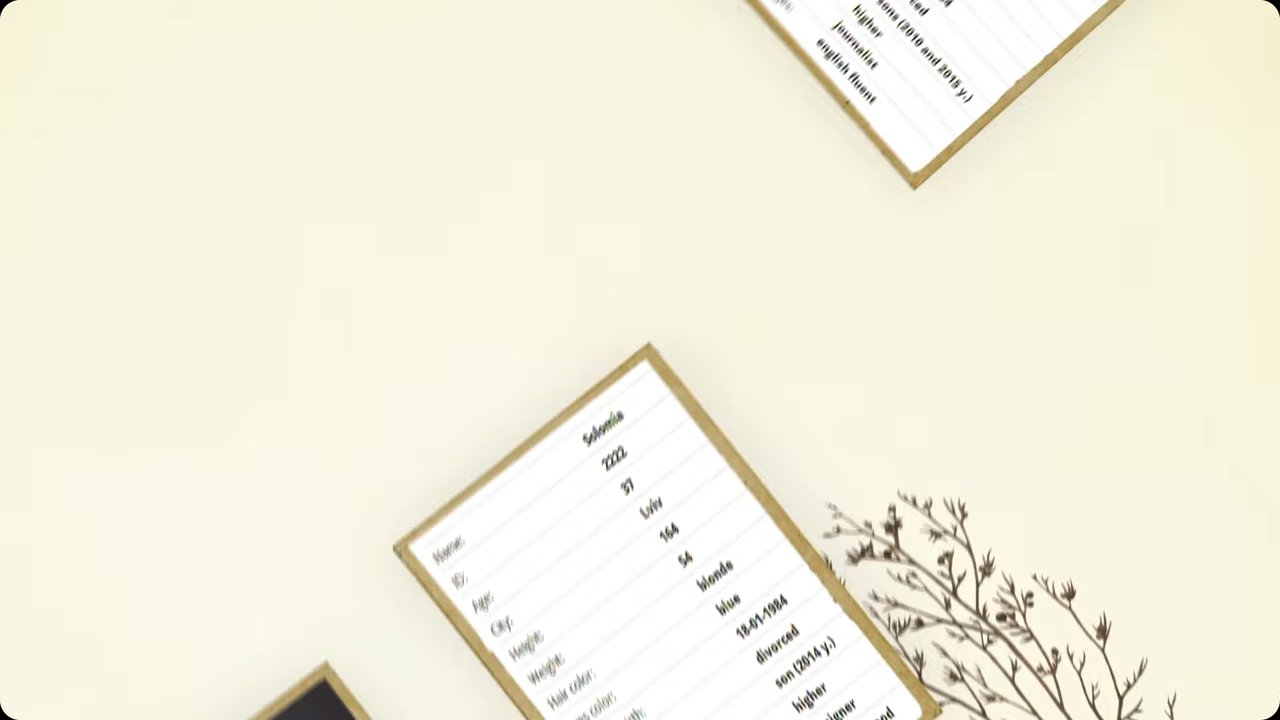 sons (2010 and 2015 y.)
higher
journalist
english fluent
Name: Solomia
ID: 2222
Age: 37
City: Lviv
Height: 164
Weight: 54
Hair color: blonde
color: blue
18-01-1984
divorced
son (2014 y.)
higher